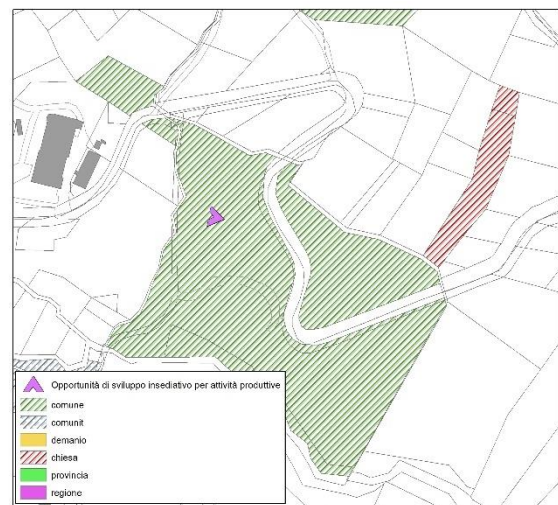 Opportunità di sviluppo insediativo per attività produttive
comune
comunit
demanio
chiesa
provincia
regione